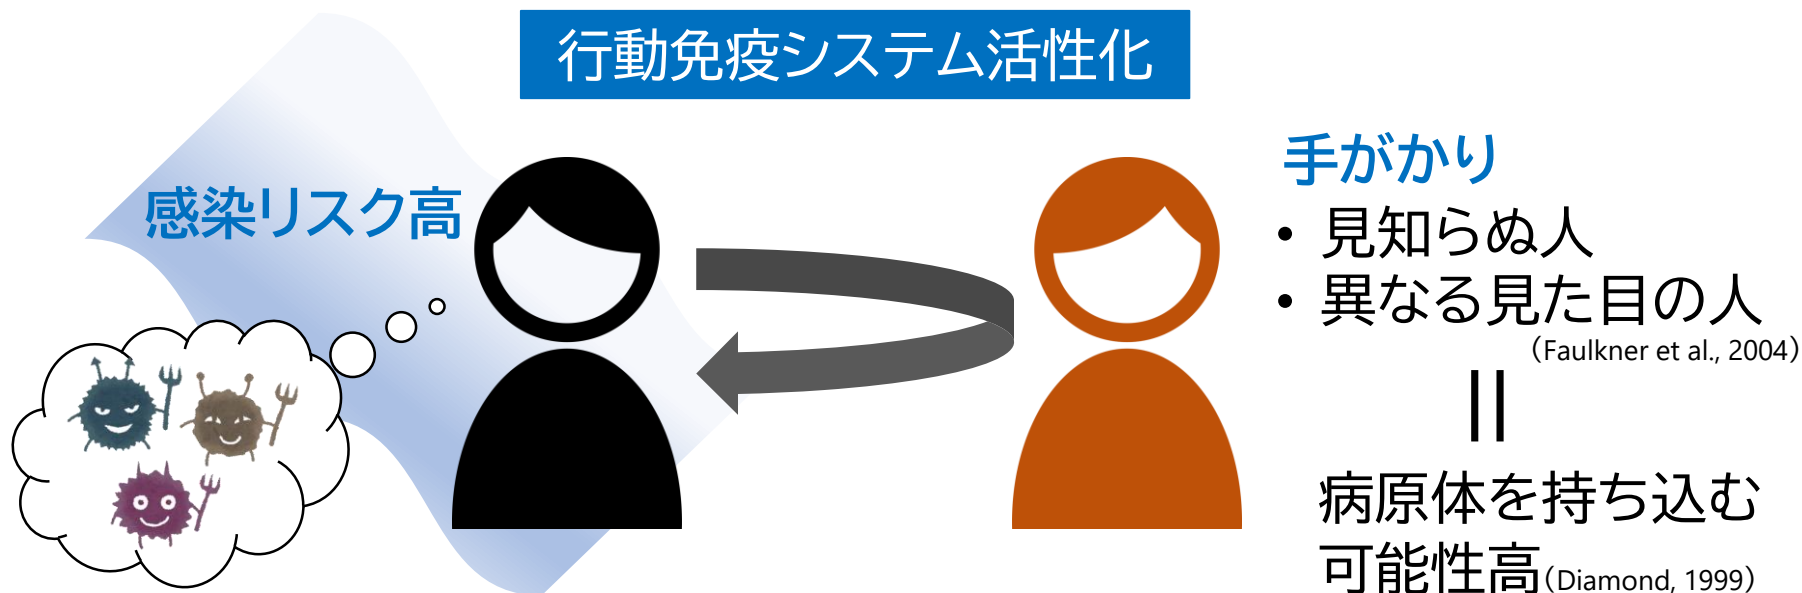 行動免疫システム活性化
感染リスク高
手がかり
• 見知らぬ人
• 異なる見た目の人
（Faulkner et al., 2004）
||
病原体を持ち込む
可能性高（Diamond, 1999）